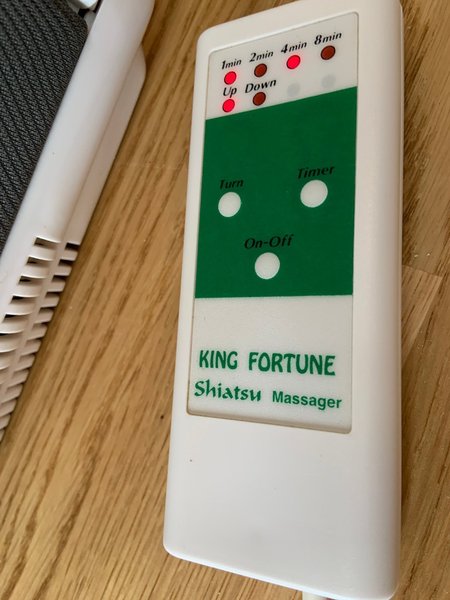 1min 2min 4min 8min
Up Down
Turn Timer
On-Off
KING FORTUNE
Shiatsu Massager